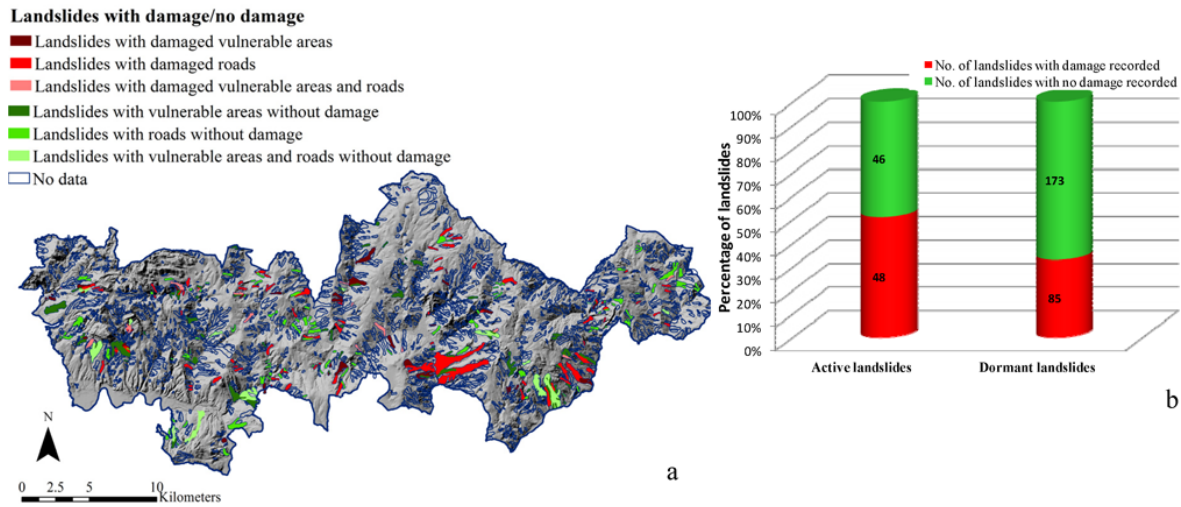 Landslides with damage/no damage
Landslides with damaged vulnerable areas
Landslides with damaged roads
Landslides with damaged vulnerable areas and roads
Landslides with vulnerable areas without damage
Landslides with roads without damage
Landslides with vulnerable areas and roads without damage
No data
N
0 2.5 5 10
Kilometers
a
No. of landslides with damage recorded
No. of landslides with no damage recorded
Percentage of landslides
100%
90%
80%
70%
60%
50%
40%
30%
20%
10%
0%
46
48
173
85
Active landslides
Dormant landslides
b